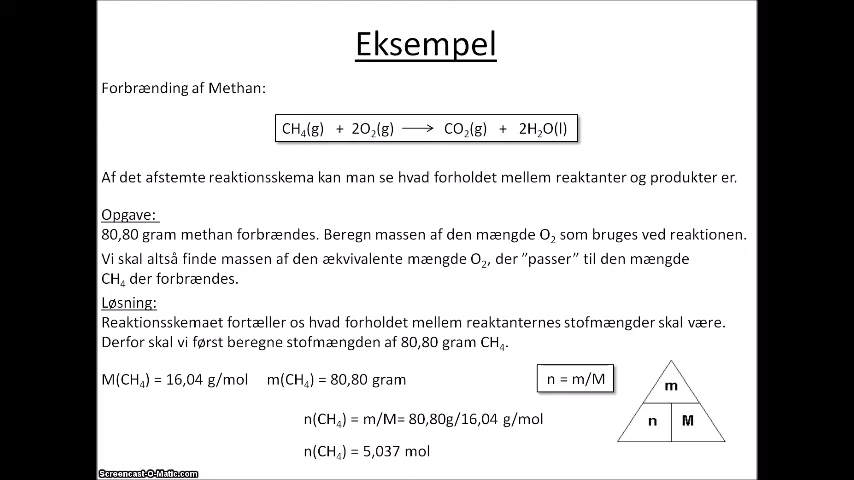 Eksempel
Forbrænding af Methan:
CH₄(g) + 2O₂(g) ⟶ CO₂(g) + 2H₂O(l)
Af det afstemte reaktionsskema kan man se hvad forholdet mellem reaktanter og produkter er.
Opgave:
80,80 gram methan forbrændes. Beregn massen af den mængde O₂ som bruges ved reaktionen.
Vi skal altså finde massen af den ækvivalente mængde O₂, der ”passer” til den mængde
CH₄ der forbrændes.
Løsning:
Reaktionsskemaet fortæller os hvad forholdet mellem reaktanternes stofmængder skal være.
Derfor skal vi først beregne stofmængden af 80,80 gram CH₄.
M(CH₄) = 16,04 g/mol m(CH₄) = 80,80 gram
n = m/M
m
n M
n(CH₄) = m/M= 80,80g/16,04 g/mol
n(CH₄) = 5,037 mol
Screencast-O-Matic.com